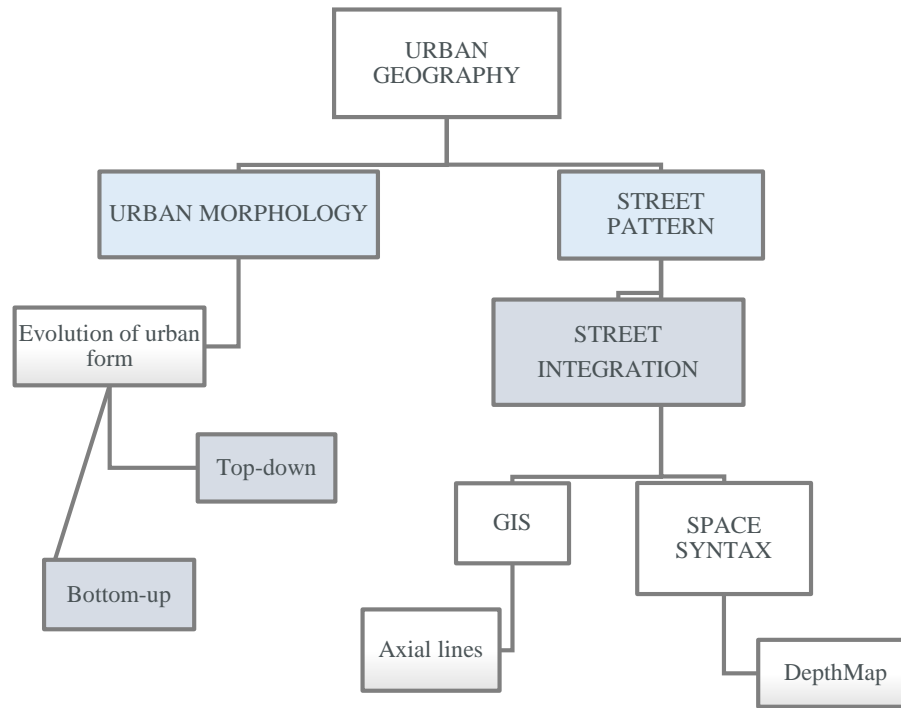 URBAN
GEOGRAPHY
URBAN MORPHOLOGY
STREET
PATTERN
Evolution of urban
form
STREET
INTEGRATION
Top-down
Bottom-up
GIS
SPACE
SYNTAX
Axial lines
DepthMap